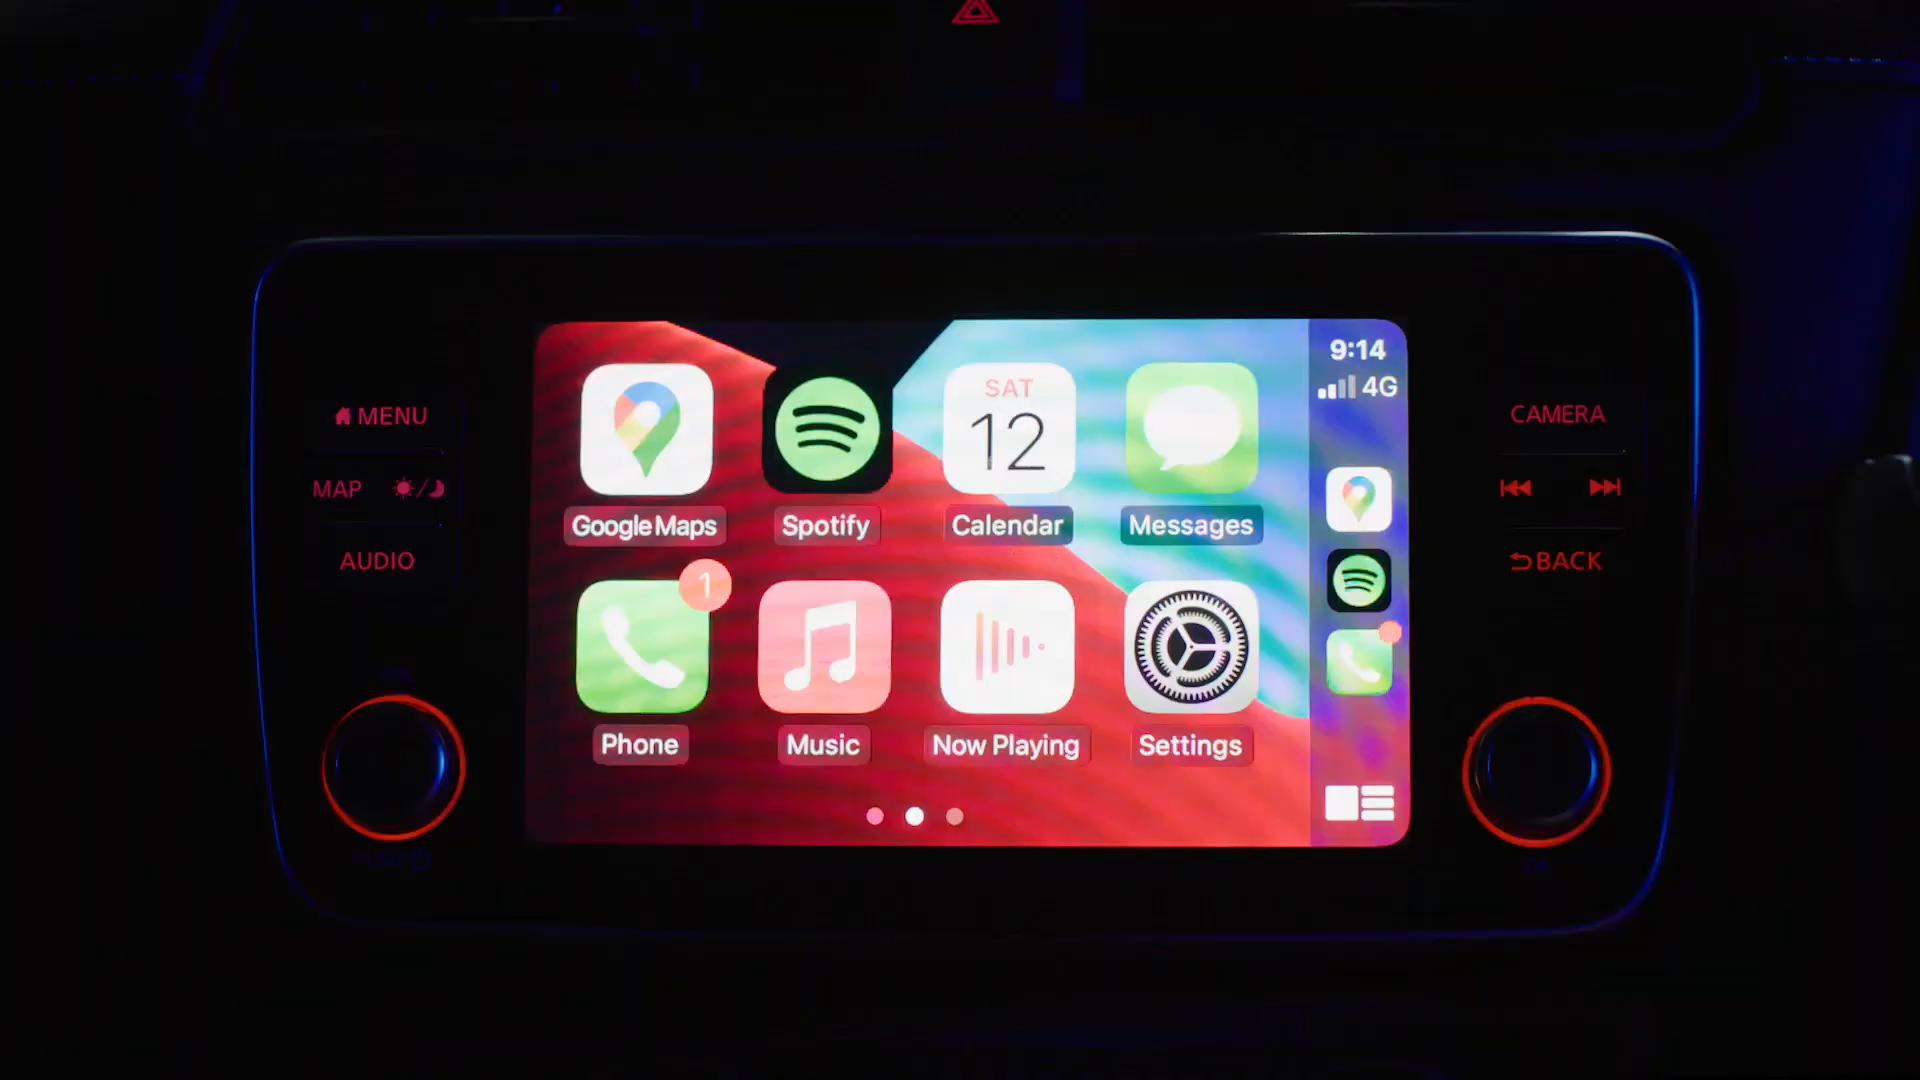 MENU
MAP
AUDIO
Google Maps
Spotify
SAT
12
Calendar
Messages
1
Phone
Music
Now Playing
Settings
9:14
4G
CAMERA
BACK